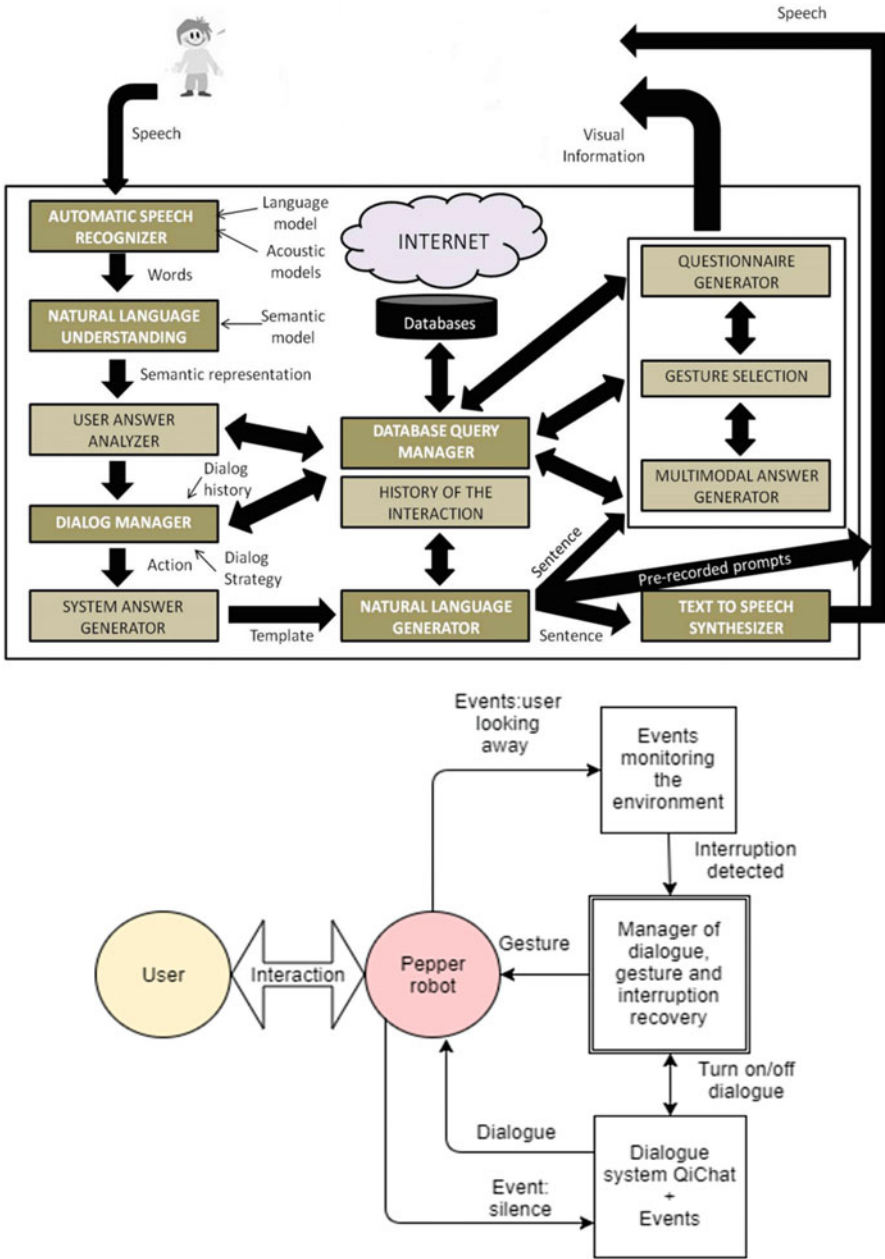 Speech
Speech
Visual
Information
AUTOMATIC SPEECH
RECOGNIZER
Language
model
Acoustic
models
INTERNET
QUESTIONNAIRE
GENERATOR
Words
NATURAL LANGUAGE
UNDERSTANDING
Semantic
model
Databases
Semantic representation
GESTURE SELECTION
USER ANSWER
ANALYZER
DATABASE QUERY
MANAGER
Dialog
history
HISTORY OF THE
INTERACTION
MULTIMODAL ANSWER
GENERATOR
DIALOG MANAGER
Action
Dialog
Strategy
Sentence
Pre-recorded prompts
SYSTEM ANSWER
GENERATOR
Template
NATURAL LANGUAGE
GENERATOR
Sentence
TEXT TO SPEECH
SYNTHESIZER
Events:user
looking
away
Events
monitoring
the
environment
Interruption
detected
User
Interaction
Pepper
robot
Gesture
Manager of
dialogue,
gesture and
interruption
recovery
Turn on/off
dialogue
Dialogue
Event:
silence
Dialogue
system QiChat
+
Events